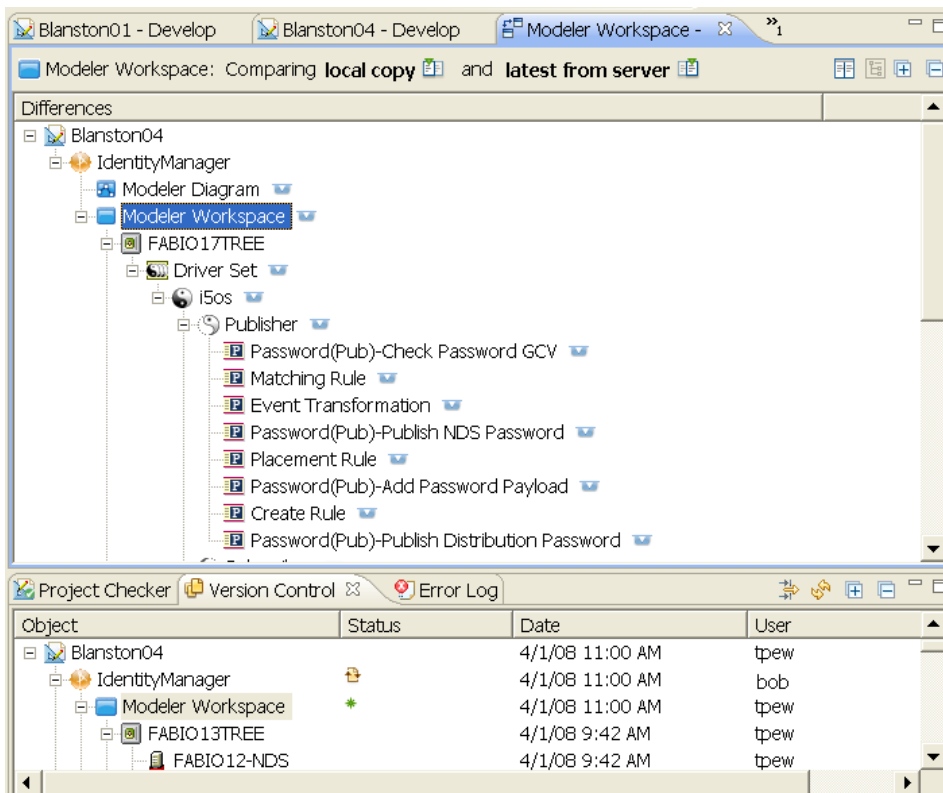 Blanston01 - Develop Blanston04 - Develop Modeler Workspace - »1
Modeler Workspace: Comparing local copy and latest from server
Differences
Blanston04
IdentityManager
Modeler Diagram
Modeler Workspace
FABIO17TREE
Driver Set
i5os
Publisher
Password(Pub)-Check Password GCV
Matching Rule
Event Transformation
Password(Pub)-Publish NDS Password
Placement Rule
Password(Pub)-Add Password Payload
Create Rule
Password(Pub)-Publish Distribution Password
Project Checker Version Control Error Log
Object Status Date User
Blanston04 4/1/08 11:00 AM tpew
IdentityManager 4/1/08 11:00 AM bob
Modeler Workspace 4/1/08 11:00 AM tpew
FABIO13TREE 4/1/08 9:42 AM tpew
FABIO12-NDS 4/1/08 9:42 AM tpew